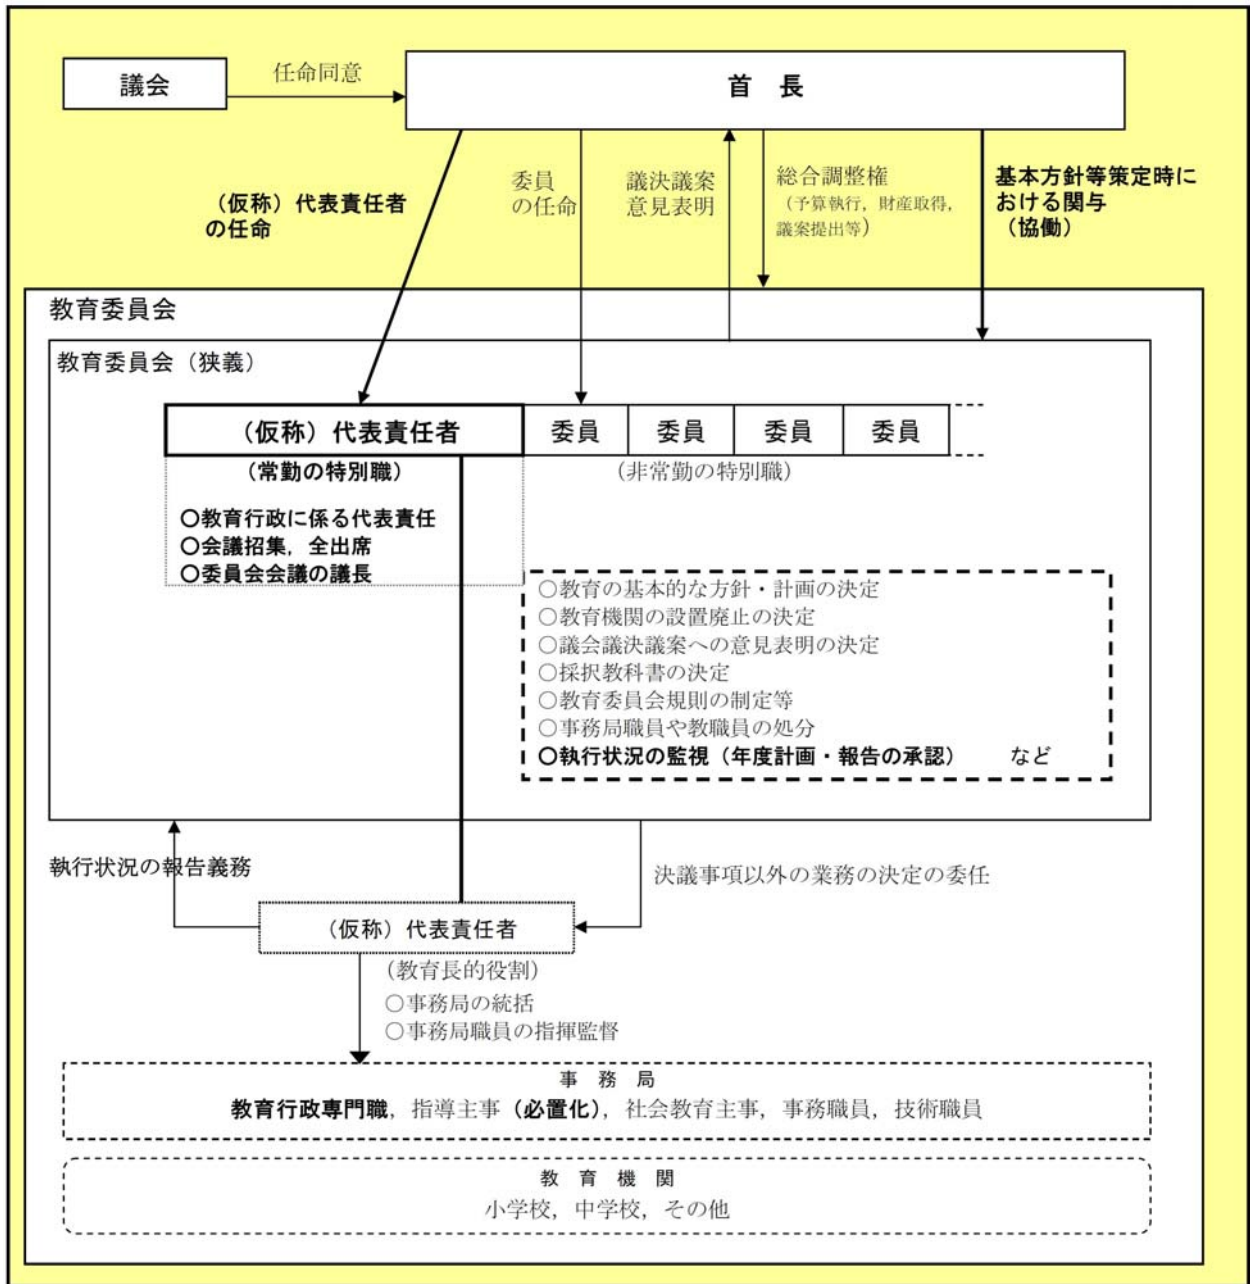 議会
任命同意
首　長
(仮称) 代表責任者
の任命
委員
の任命
議決議案
意見表明
総合調整権
(予算執行, 財産取得,
議案提出等)
基本方針等策定時に
おける関与
(協働)
教育委員会
教育委員会 (狭義)
(仮称) 代表責任者
委員 委員 委員 委員
(常勤の特別職)
(非常勤の特別職)
○教育行政に係る代表責任
○会議招集, 全出席
○委員会会議の議長
○教育の基本的な方針・計画の決定
○教育機関の設置廃止の決定
○議会議決議案への意見表明の決定
○採択教科書の決定
○教育委員会規則の制定等
○事務局職員や教職員の処分
○執行状況の監視 (年度計画・報告の承認)　　など
執行状況の報告義務
決議事項以外の業務の決定の委任
(仮称) 代表責任者
(教育長的役割)
○事務局の統括
○事務局職員の指揮監督
事　務　局
教育行政専門職, 指導主事 (必置化), 社会教育主事, 事務職員, 技術職員
教　育　機　関
小学校, 中学校, その他